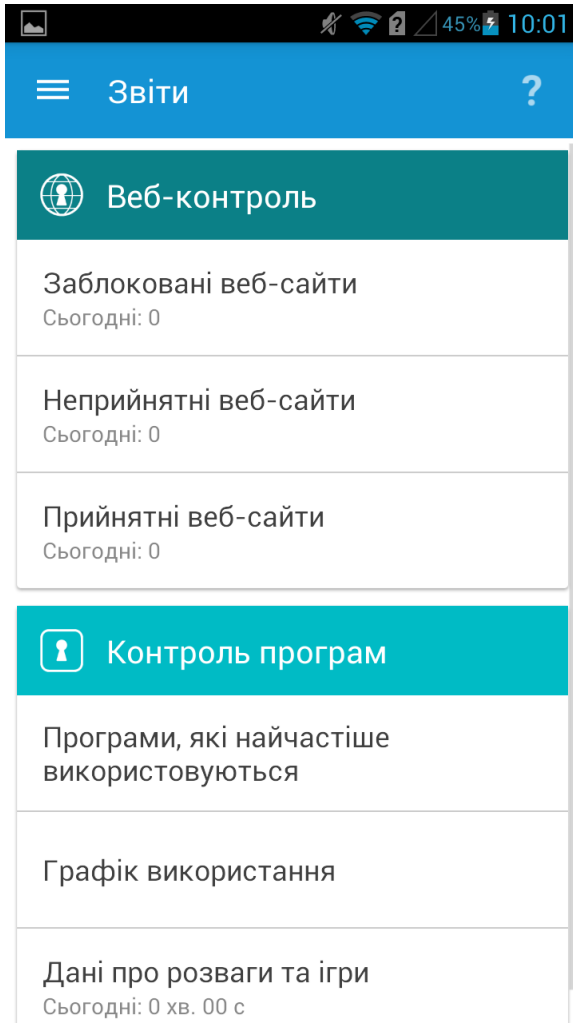 45% 10:01
Звіти ?
Веб-контроль
Заблоковані веб-сайти
Сьогодні: 0
Неприйнятні веб-сайти
Сьогодні: 0
Прийнятні веб-сайти
Сьогодні: 0
Контроль програм
Програми, які найчастіше
використовуються
Графік використання
Дані про розваги та ігри
Сьогодні: 0 хв. 00 с